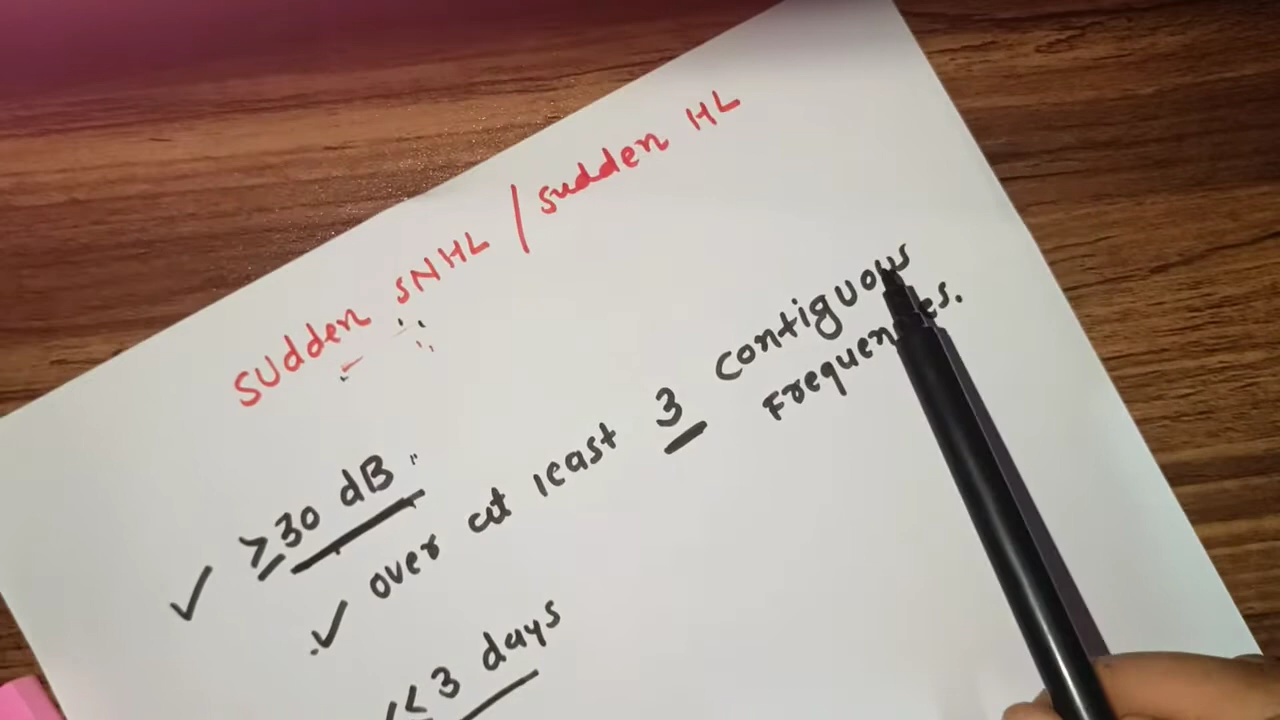 Sudden SNHL / Sudden HL
≥30 dB
over at least 3 contiguous
Frequencies.
< 3 days